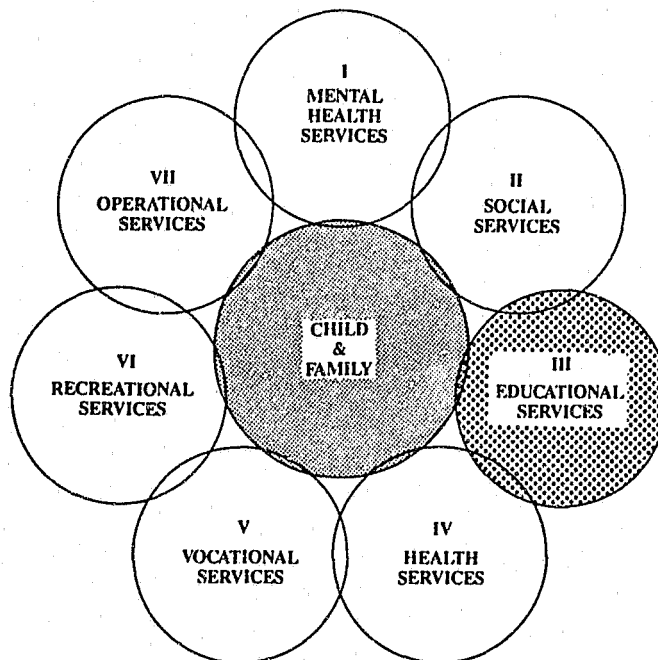 I
MENTAL
HEALTH
SERVICES
II
SOCIAL
SERVICES
III
EDUCATIONAL
SERVICES
IV
HEALTH
SERVICES
V
VOCATIONAL
SERVICES
VI
RECREATIONAL
SERVICES
VII
OPERATIONAL
SERVICES
CHILD
&
FAMILY